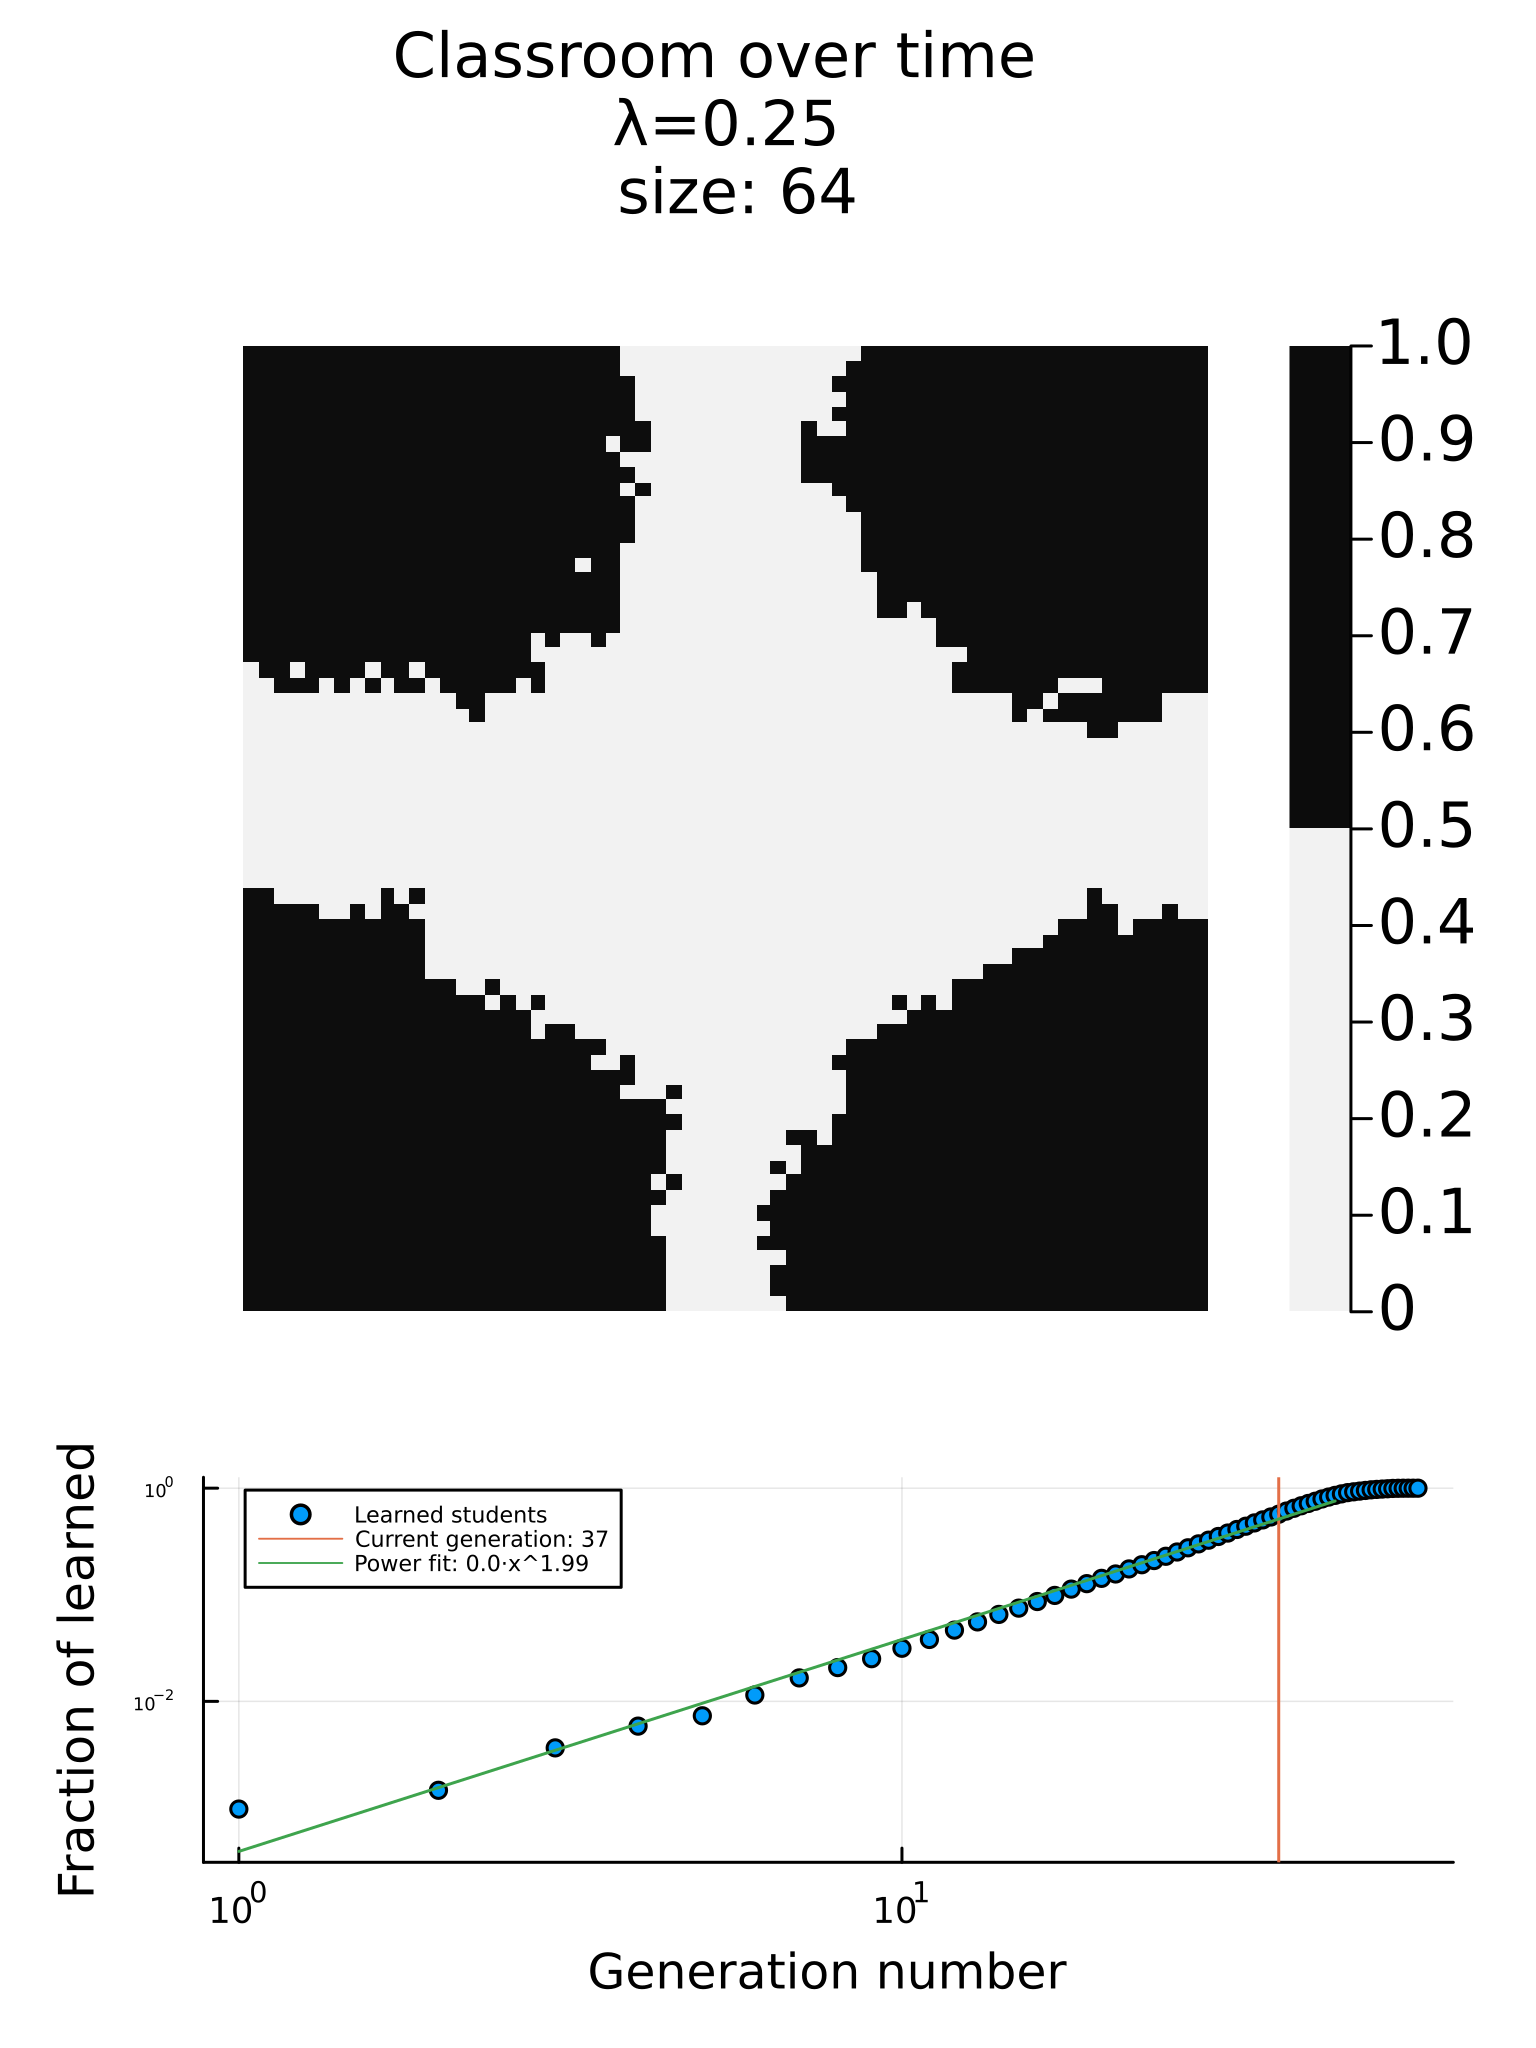 Classroom over time
λ=0.25
size: 64
1.0
0.9
0.8
0.7
0.6
0.5
0.4
0.3
0.2
0.1
0
Fraction of learned
10⁰
10⁻²
Learned students
Current generation: 37
Power fit: 0.0·x^1.99
10⁰
10¹
Generation number